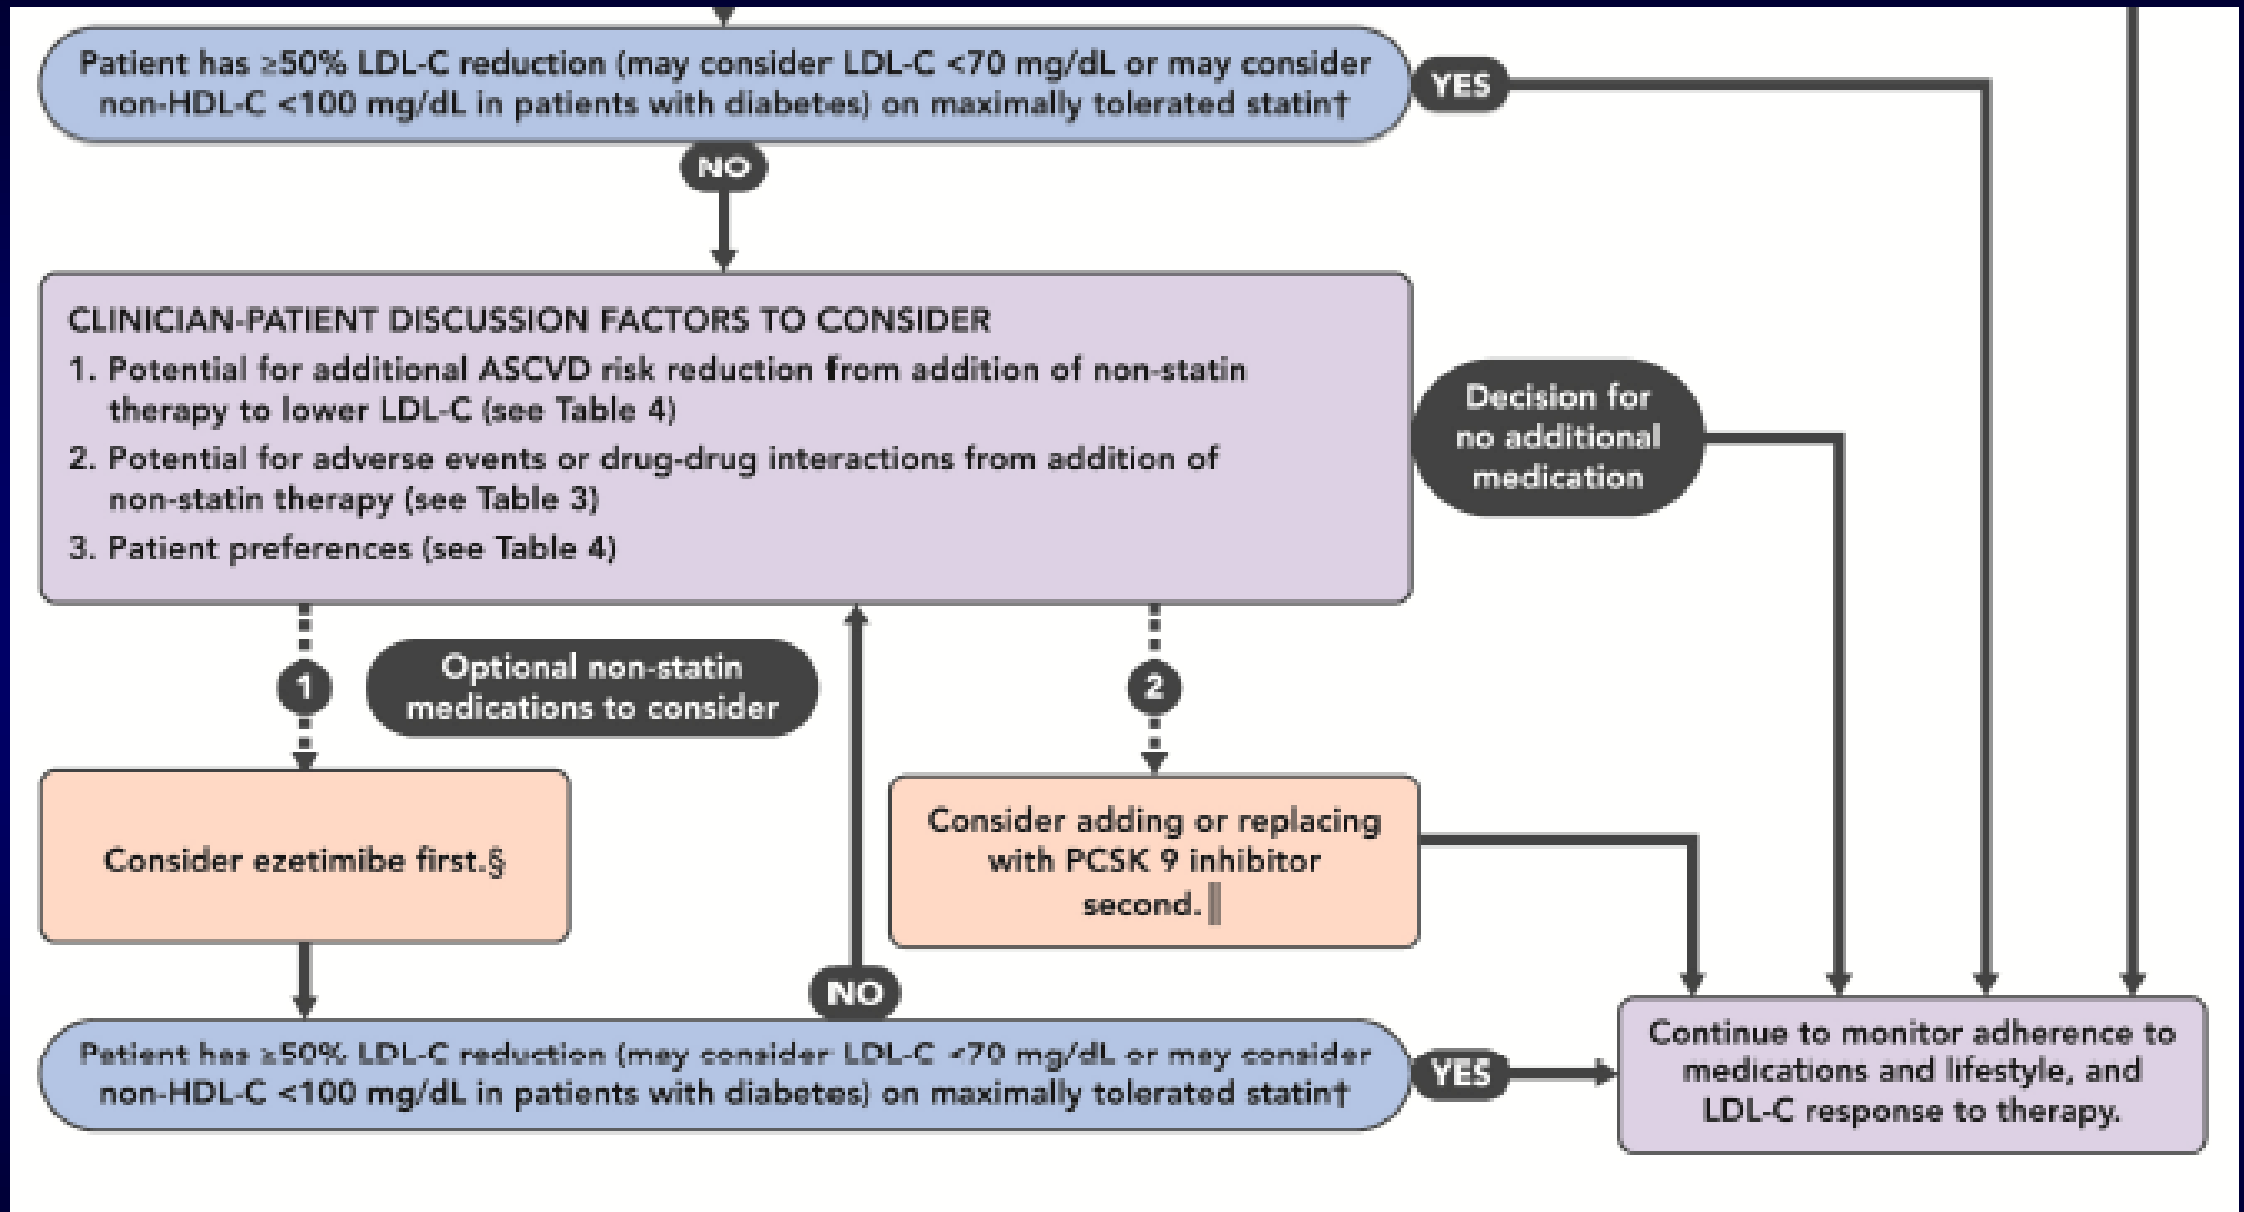 Patient has ≥50% LDL-C reduction (may consider LDL-C <70 mg/dL or may consider
non-HDL-C <100 mg/dL in patients with diabetes) on maximally tolerated statin†
YES
NO
CLINICIAN-PATIENT DISCUSSION FACTORS TO CONSIDER
1. Potential for additional ASCVD risk reduction from addition of non-statin
therapy to lower LDL-C (see Table 4)
2. Potential for adverse events or drug-drug interactions from addition of
non-statin therapy (see Table 3)
3. Patient preferences (see Table 4)
Decision for
no additional
medication
1
Optional non-statin
medications to consider
2
Consider ezetimibe first.§
Consider adding or replacing
with PCSK 9 inhibitor
second.‖
NO
Patient has ≥50% LDL-C reduction (may consider LDL-C <70 mg/dL or may consider
non-HDL-C <100 mg/dL in patients with diabetes) on maximally tolerated statin†
YES
Continue to monitor adherence to
medications and lifestyle, and
LDL-C response to therapy.